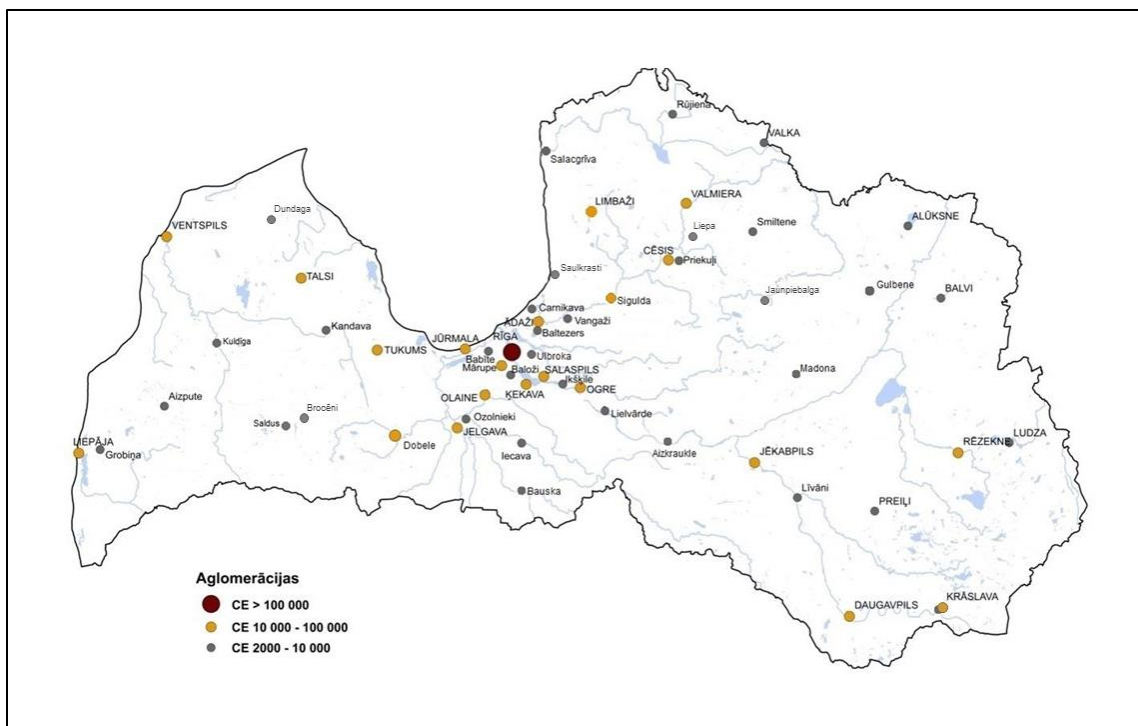 Rūjiena
VALKA
Salacgrīva
LIMBAŽI
VALMIERA
Dundaga
Liepa
Smiltene
ALŪKSNE
VENTSPILS
CĒSIS
Priekuļi
TALSI
Saulkrasti
Sigulda
Jaunpiebalga
Gulbene
BALVI
Carnikava
ĀDAŽI
Vangaži
Kandava
Baltezers
Kuldīga
JŪRMALA
RĪGA
TUKUMS
Babīte
Ulbroka
Mārupe
Baloži
SALASPILS
Madona
Ikšķile
OGRE
OLAINE
ĶEKAVA
Aizpute
Lielvārde
Brocēni
Saldus
Ozolnieki
JELGAVA
LIEPĀJA
Grobiņa
Dobele
Iecava
Aizkraukle
JĒKABPILS
RĒZEKNE
LUDZA
Bauska
Līvāni
PREIĻI
DAUGAVPILS
KRĀSLAVA
Aglomerācijas
CE > 100 000
CE 10 000 - 100 000
CE 2000 - 10 000